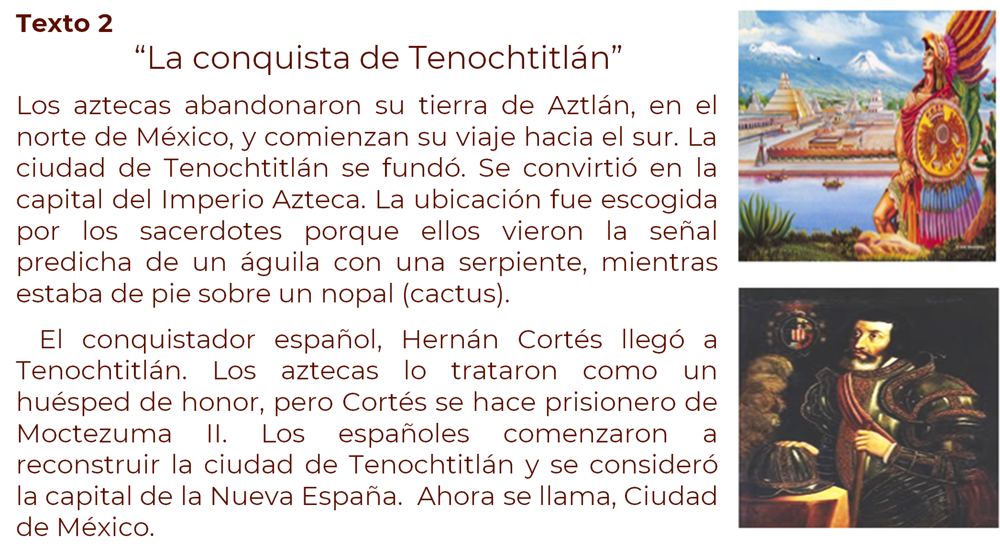 Texto 2
“La conquista de Tenochtitlán”
Los aztecas abandonaron su tierra de Aztlán, en el
norte de México, y comienzan su viaje hacia el sur. La
ciudad de Tenochtitlán se fundó. Se convirtió en la
capital del Imperio Azteca. La ubicación fue escogida
por los sacerdotes porque ellos vieron la señal
predicha de un águila con una serpiente, mientras
estaba de pie sobre un nopal (cactus).
El conquistador español, Hernán Cortés llegó a
Tenochtitlán. Los aztecas lo trataron como un
huésped de honor, pero Cortés se hace prisionero de
Moctezuma II. Los españoles comenzaron a
reconstruir la ciudad de Tenochtitlán y se consideró
la capital de la Nueva España. Ahora se llama, Ciudad
de México.